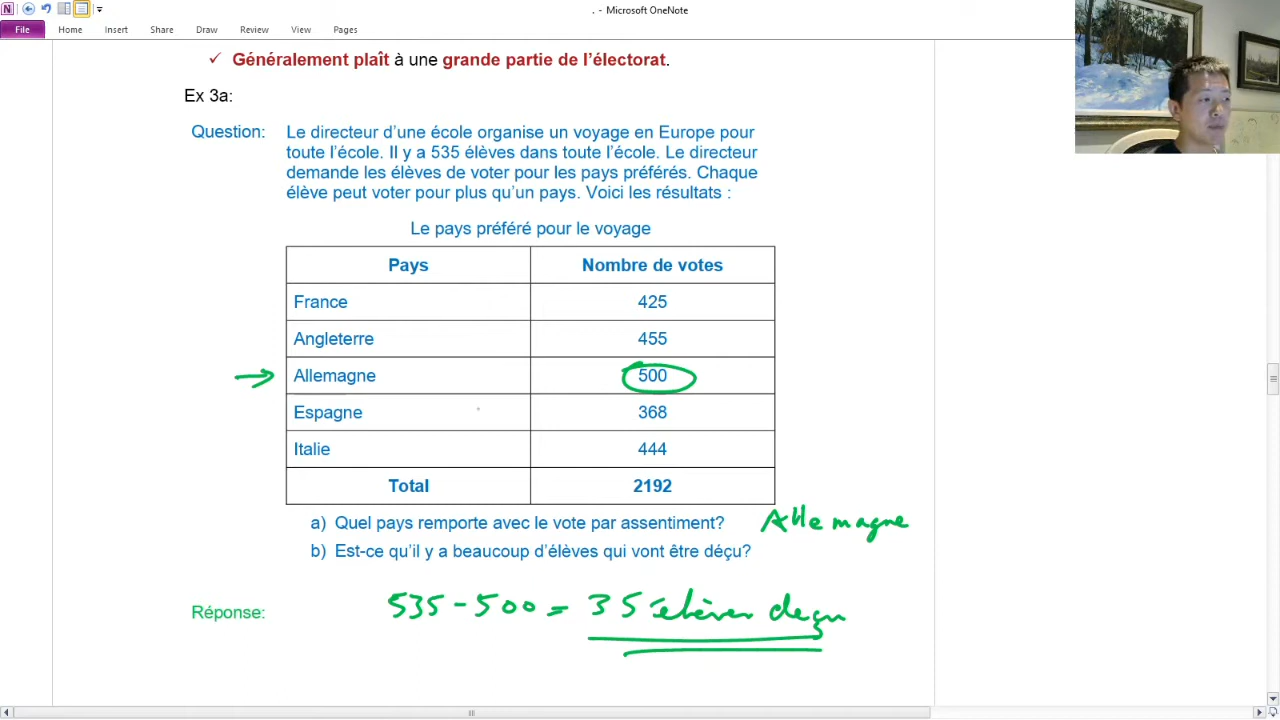 . - Microsoft OneNote
File Home Insert Share Draw Review View Pages
✓ Généralement plaît à une grande partie de l'électorat.
Ex 3a:
Question: Le directeur d'une école organise un voyage en Europe pour
toute l'école. Il y a 535 élèves dans toute l'école. Le directeur
demande les élèves de voter pour les pays préférés. Chaque
élève peut voter pour plus qu'un pays. Voici les résultats :
Le pays préféré pour le voyage
Pays Nombre de votes
France 425
Angleterre 455
→ Allemagne 500
Espagne 368
Italie 444
Total 2192
a) Quel pays remporte avec le vote par assentiment? Allemagne
b) Est-ce qu'il y a beaucoup d'élèves qui vont être déçu?
535 - 500 = 35 élèves deçu
Réponse: